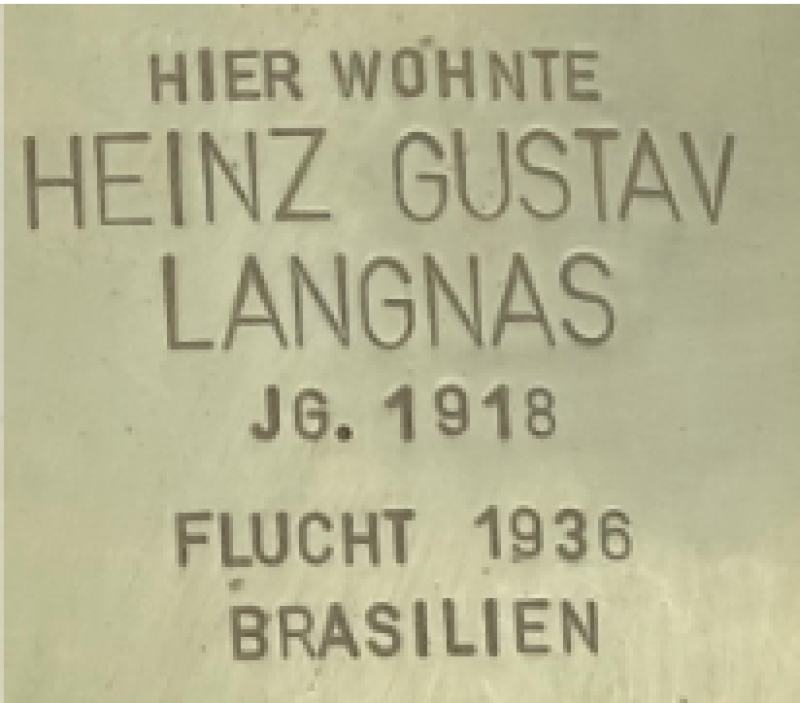 HIER WOHNTE
HEINZ GUSTAV
LANGNAS
JG. 1918
FLUCHT 1936
BRASILIEN